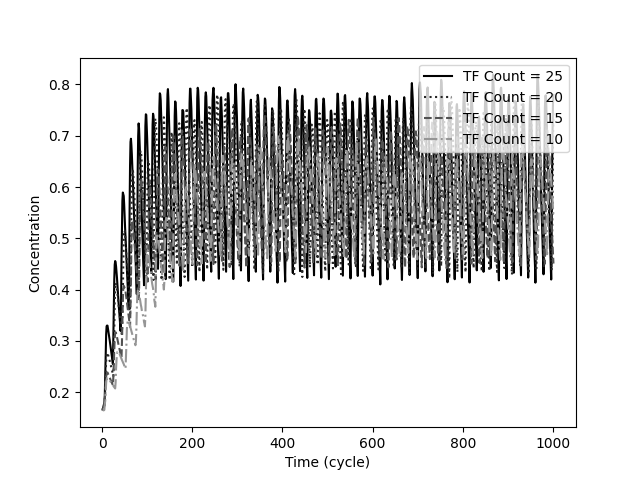 TF Count = 25
TF Count = 20
TF Count = 15
TF Count = 10
Concentration
0.8
0.7
0.6
0.5
0.4
0.3
0.2
0 200 400 600 800 1000
Time (cycle)